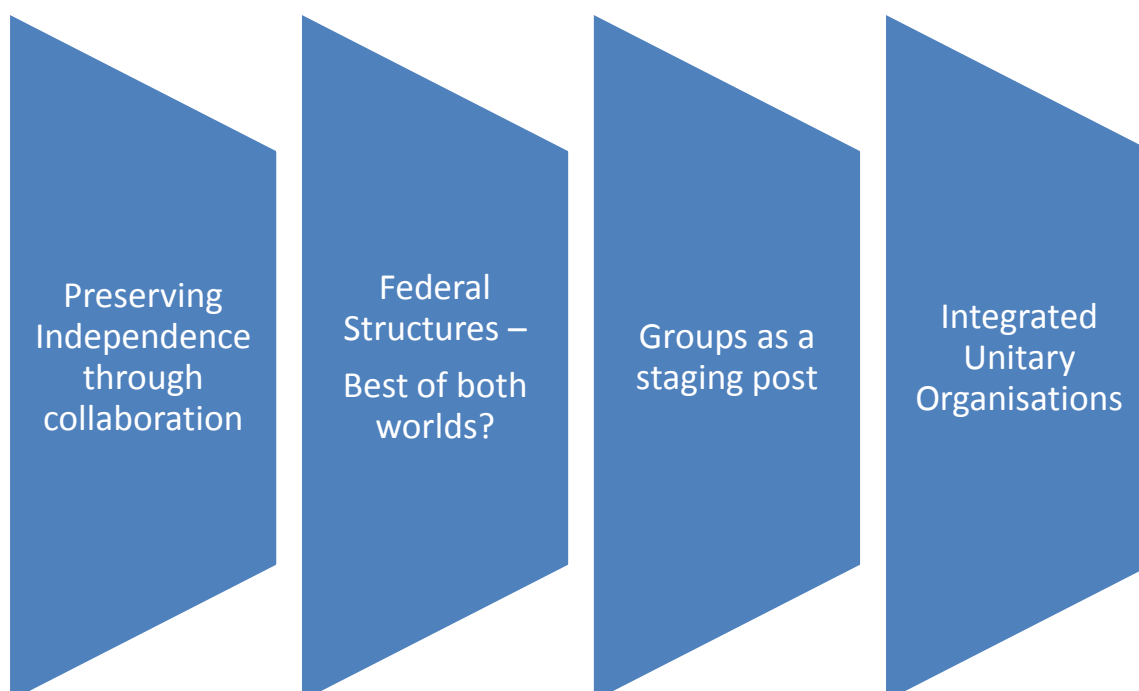 Preserving
Independence
through
collaboration
Federal
Structures –
Best of both
worlds?
Groups as a
staging post
Integrated
Unitary
Organisations